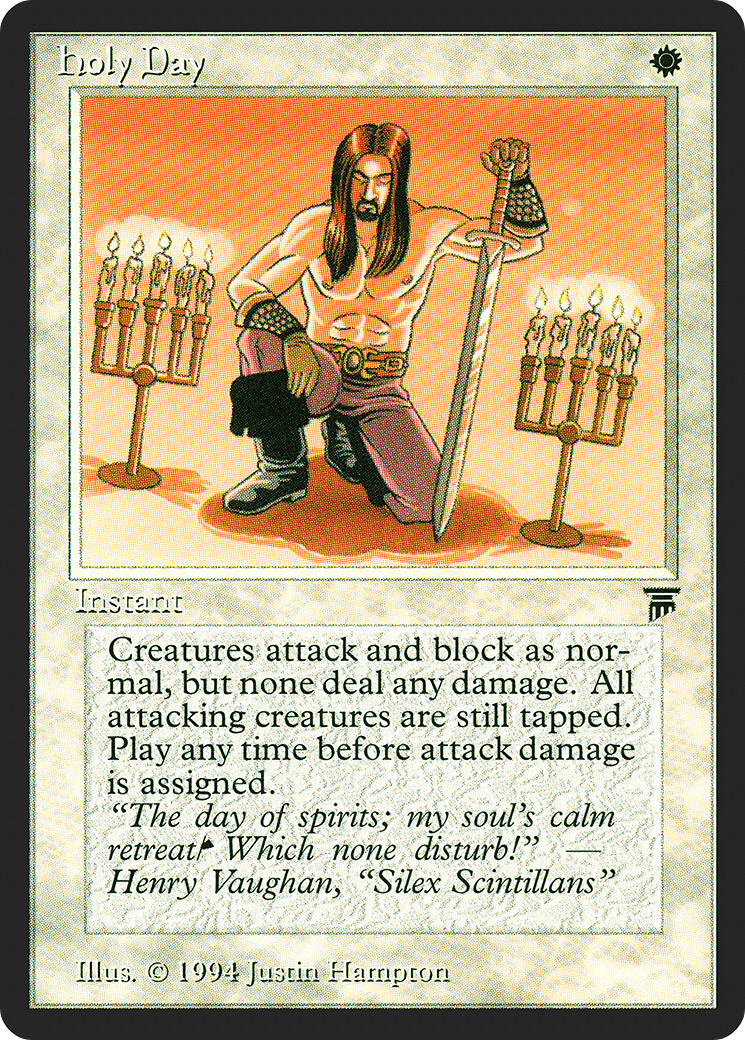 Holy Day
Instant
Creatures attack and block as nor-
mal, but none deal any damage. All
attacking creatures are still tapped.
Play any time before attack damage
is assigned.
“The day of spirits; my soul’s calm
retreat! Which none disturb!” —
Henry Vaughan, “Silex Scintillans”
Illus. © 1994 Justin Hampton